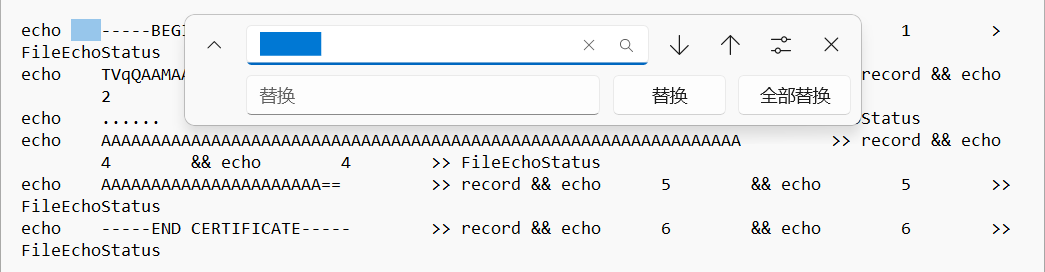 echo -----BEGI 1 >
FileEchoStatus
echo TVqQAAMAA record && echo
2
echo ...... Status
echo AAAAAAAAAAAAAAAAAAAAAAAAAAAAAAAAAAAAAAAAAAAAAAAAAAAAAAAAAAAAAAAA >> record && echo
4 && echo 4 >> FileEchoStatus
echo AAAAAAAAAAAAAAAAAAAAAA== >> record && echo 5 && echo 5 >>
FileEchoStatus
echo -----END CERTIFICATE----- >> record && echo 6 && echo 6 >>
FileEchoStatus
替换
替换
全部替换